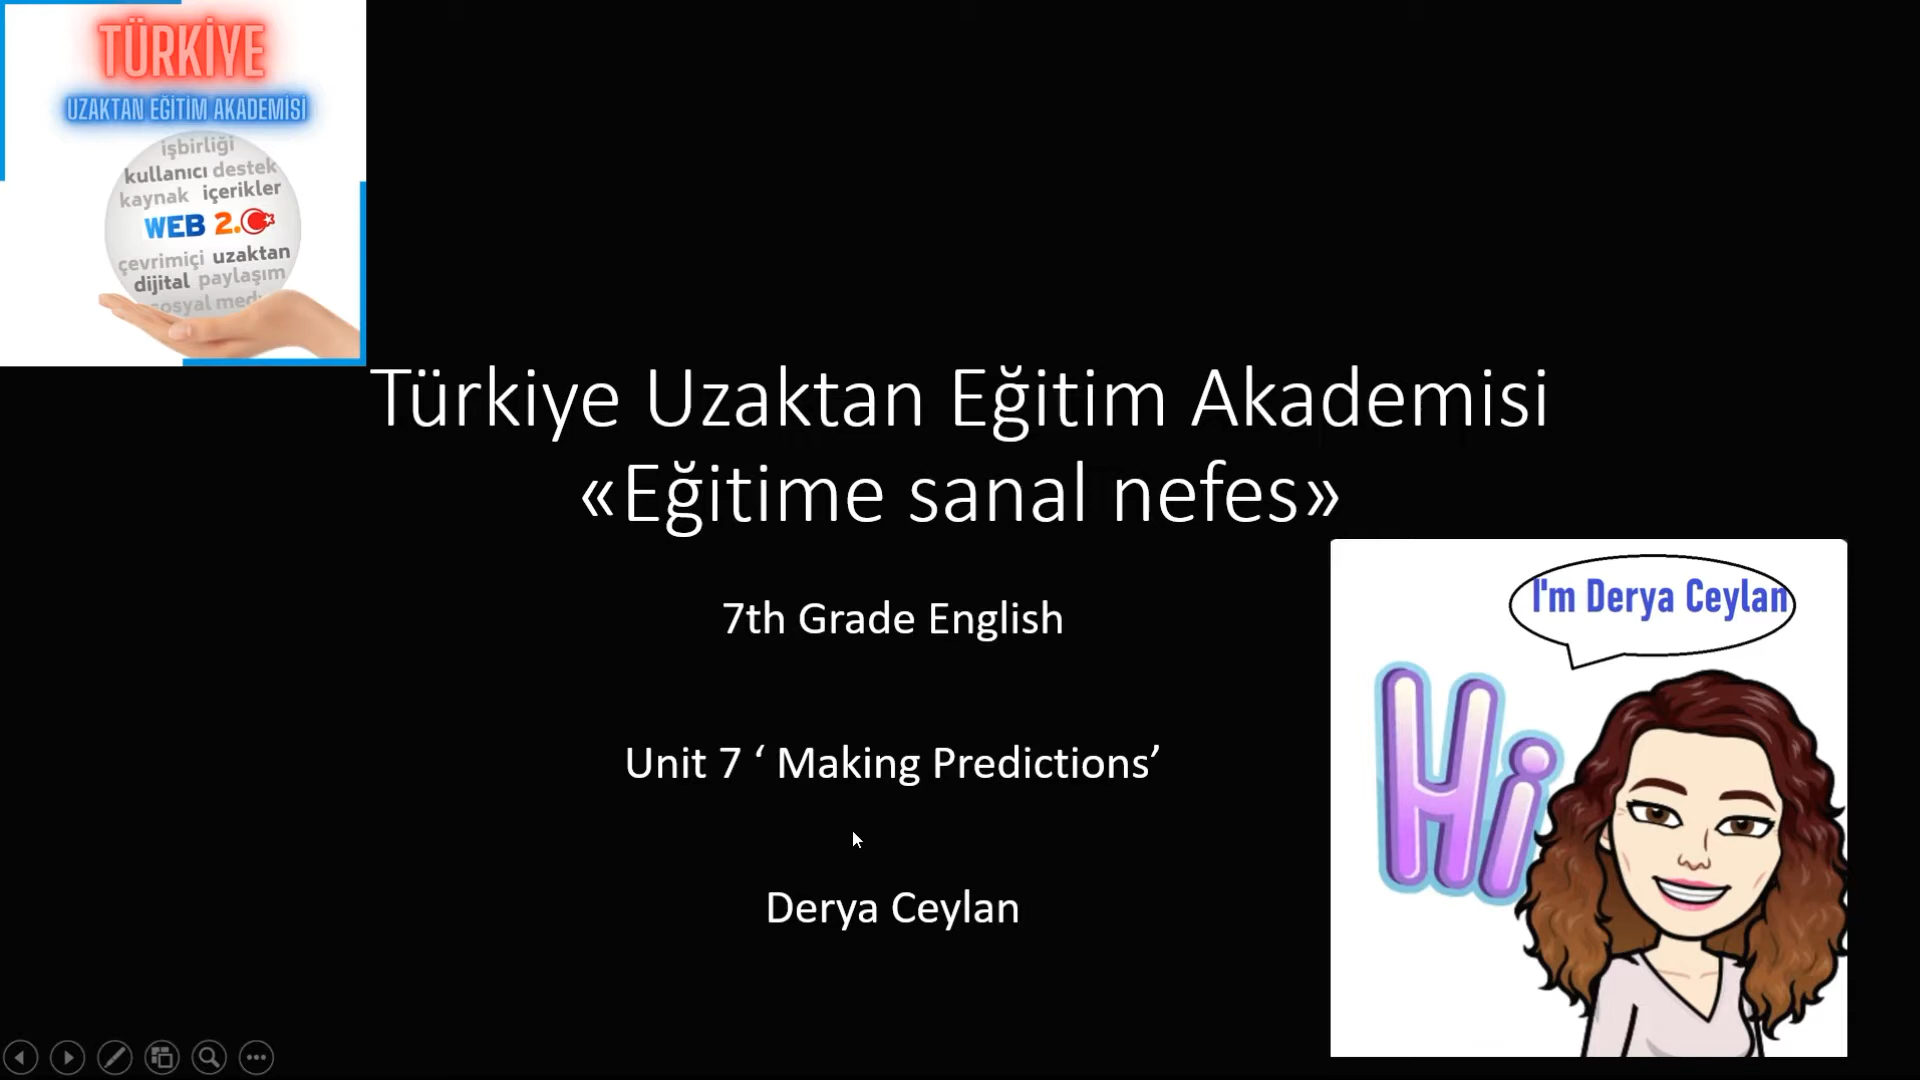 TÜRKİYE
UZAKTAN EĞİTİM AKADEMİSİ
işbirliği
kullanıcı destek
kaynak içerikler
WEB 2.
çevrimiçi uzaktan
dijital paylaşım
Türkiye Uzaktan Eğitim Akademisi
«Eğitime sanal nefes»
7th Grade English
Unit 7 ‘ Making Predictions’
Derya Ceylan
I'm Derya Ceylan
Hi